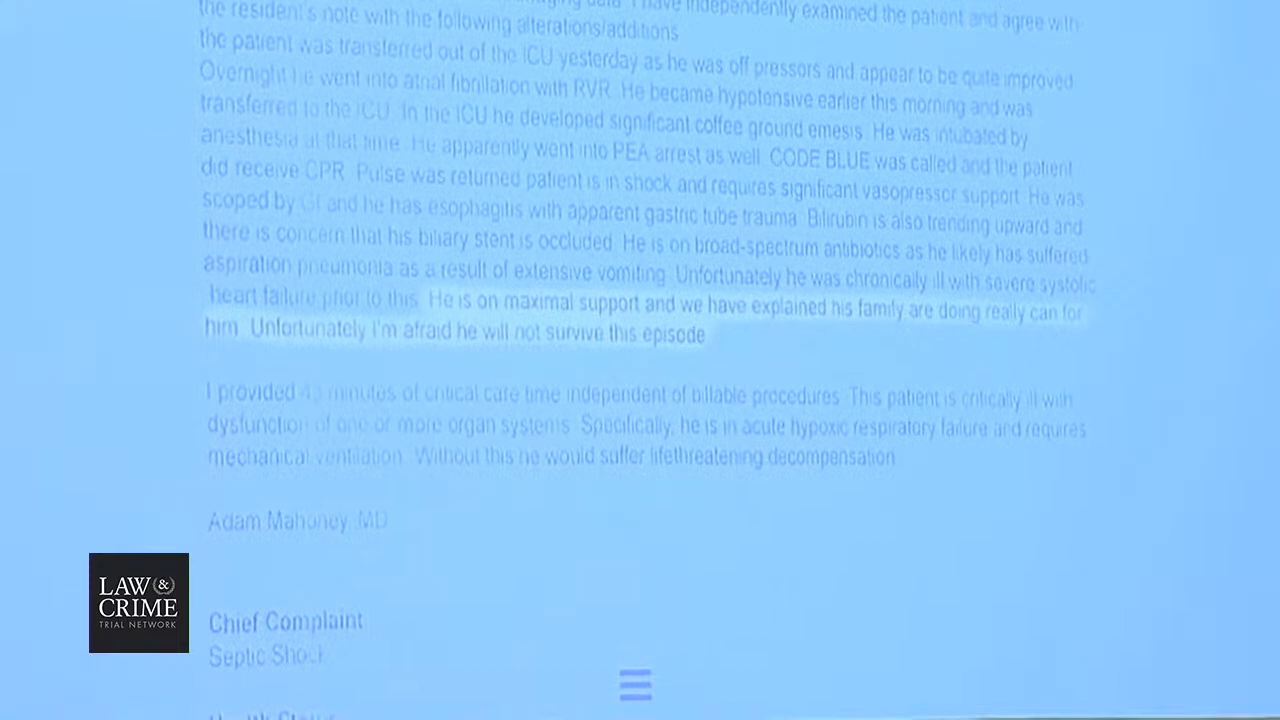 have independently examined the patient and agree with
the resident's note with the following alterations/additions
the patient was transferred out of the ICU yesterday as he was off pressors and appear to be quite improved
Overnight he went into atrial fibrillation with RVR. He became hypotensive earlier this morning and was
transferred to the ICU. In the ICU he developed significant coffee ground emesis. He was intubated by
anesthesia at that time. He apparently went into PEA arrest as well. CODE BLUE was called and the patient
did receive CPR. Pulse was returned patient is in shock and requires significant vasopressor support. He was
scoped by GI and he has esophagitis with apparent gastric tube trauma. Bilirubin is also trending upward and
there is concern that his biliary stent is occluded. He is on broad-spectrum antibiotics as he likely has suffered
aspiration pneumonia as a result of extensive vomiting. Unfortunately he was chronically ill with severe systolic
heart failure prior to this. He is on maximal support and we have explained his family are doing really can for
him. Unfortunately I'm afraid he will not survive this episode
I provided minutes of critical care time independent of billable procedures. This patient is critically ill with
dysfunction of one or more organ systems. Specifically, he is in acute hypoxic respiratory failure and requires
mechanical ventilation. Without this he would suffer lifethreatening decompensation
Adam Mahoney, MD
Chief Complaint
Septic Shock
LAW &
CRIME
TRIAL NETWORK